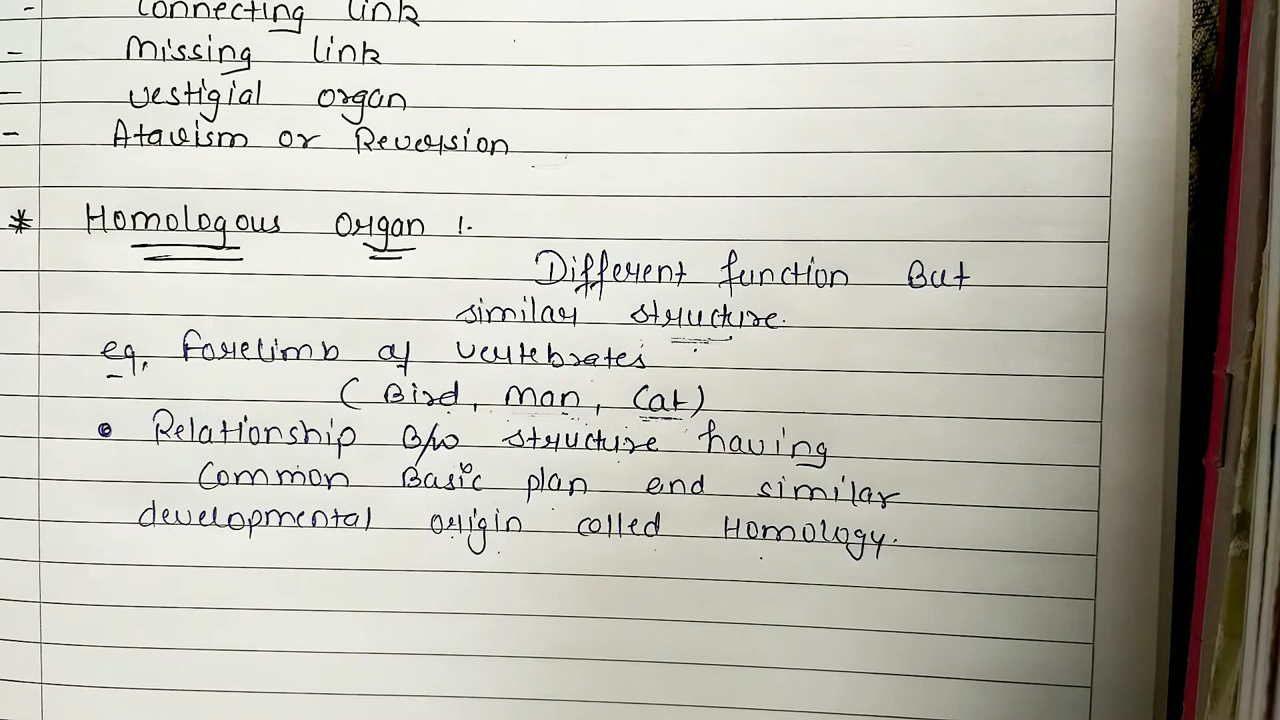 - Connecting link
- Missing link
- vestigial organ
- Atavism or Reversion
* Homologous organ :-
Different function But
similar structure.
eg. Forelimb of vertebrates
(Bird, Man, Cat)
• Relationship B/w structure having
Common Basic plan and similar
developmental origin called Homology.